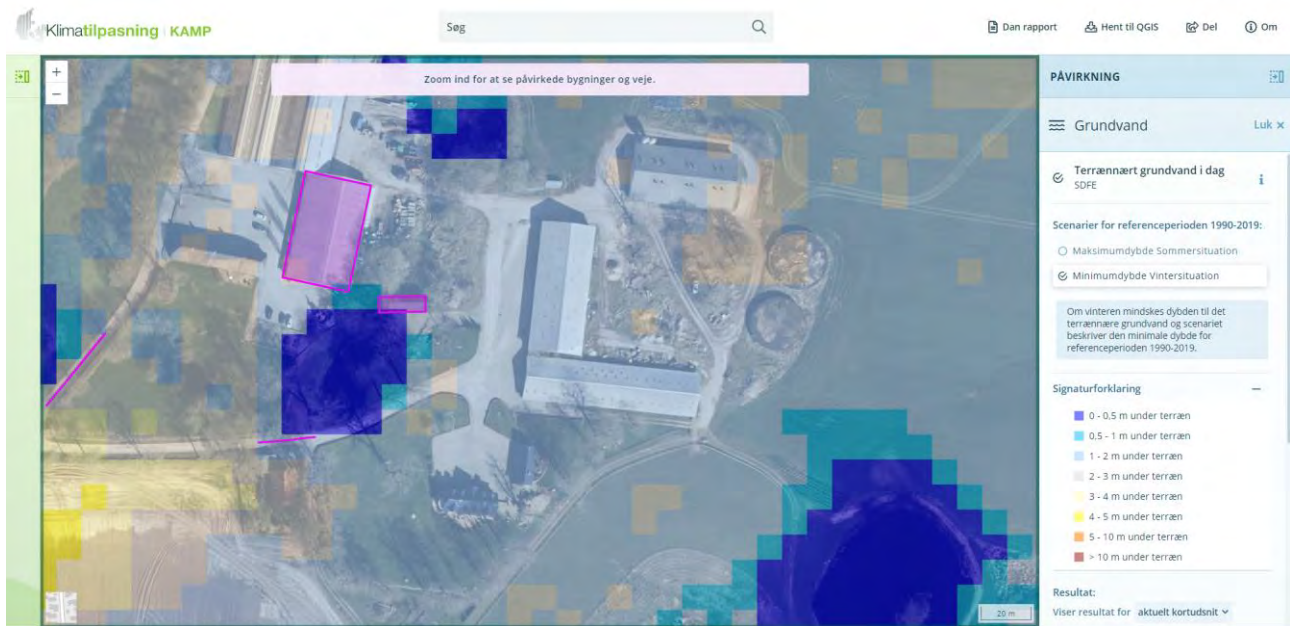 Klimatilpasning | KAMP
Søg
Dan rapport
Hent til QGIS
Del
Om
+
−
Zoom ind for at se påvirkede bygninger og veje.
PÅVIRKNING
Grundvand
Luk ×
Terrænnært grundvand i dag
SDFE
Scenarier for referenceperioden 1990-2019:
Maksimumdybde Sommersituation
Minimumdybde Vintersituation
Om vinteren mindskes dybden til det
terrænnære grundvand og scenariet
beskriver den minimale dybde for
referenceperioden 1990-2019.
Signaturforklaring
0 - 0,5 m under terræn
0,5 - 1 m under terræn
1 - 2 m under terræn
2 - 3 m under terræn
3 - 4 m under terræn
4 - 5 m under terræn
5 - 10 m under terræn
> 10 m under terræn
Resultat:
Viser resultat for aktuelt kortudsnit
20 m